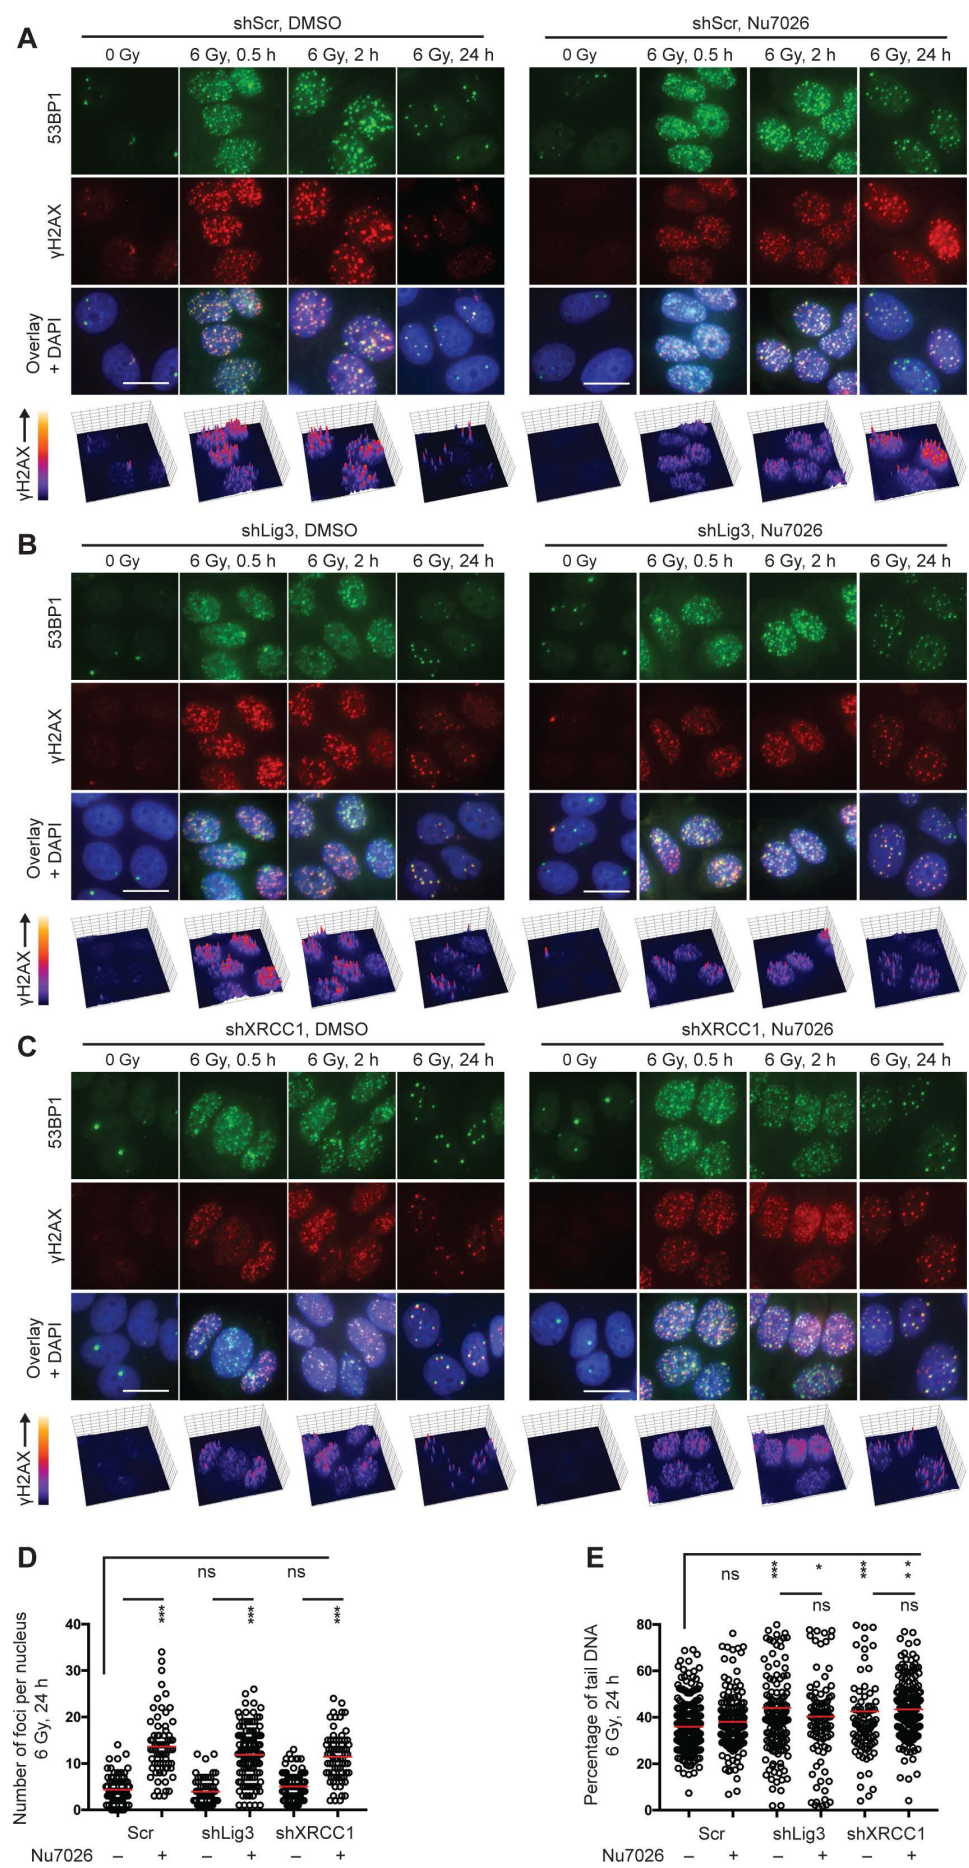 A
shScr, DMSO
shScr, Nu7026
0 Gy
6 Gy, 0.5 h
6 Gy, 2 h
6 Gy, 24 h
0 Gy
6 Gy, 0.5 h
6 Gy, 2 h
6 Gy, 24 h
53BP1
γH2AX
Overlay
+ DAPI
γH2AX
B
shLig3, DMSO
shLig3, Nu7026
0 Gy
6 Gy, 0.5 h
6 Gy, 2 h
6 Gy, 24 h
0 Gy
6 Gy, 0.5 h
6 Gy, 2 h
6 Gy, 24 h
53BP1
γH2AX
Overlay
+ DAPI
γH2AX
C
shXRCC1, DMSO
shXRCC1, Nu7026
0 Gy
6 Gy, 0.5 h
6 Gy, 2 h
6 Gy, 24 h
0 Gy
6 Gy, 0.5 h
6 Gy, 2 h
6 Gy, 24 h
53BP1
γH2AX
Overlay
+ DAPI
γH2AX
D
ns ns
*** *** ***
Number of foci per nucleus
6 Gy, 24 h
40
30
20
10
0
Scr shLig3 shXRCC1
Nu7026 – + – + – +
E
ns *** * *** **
ns ns
Percentage of tail DNA
6 Gy, 24 h
80
60
40
20
0
Scr shLig3 shXRCC1
Nu7026 – + – + – +